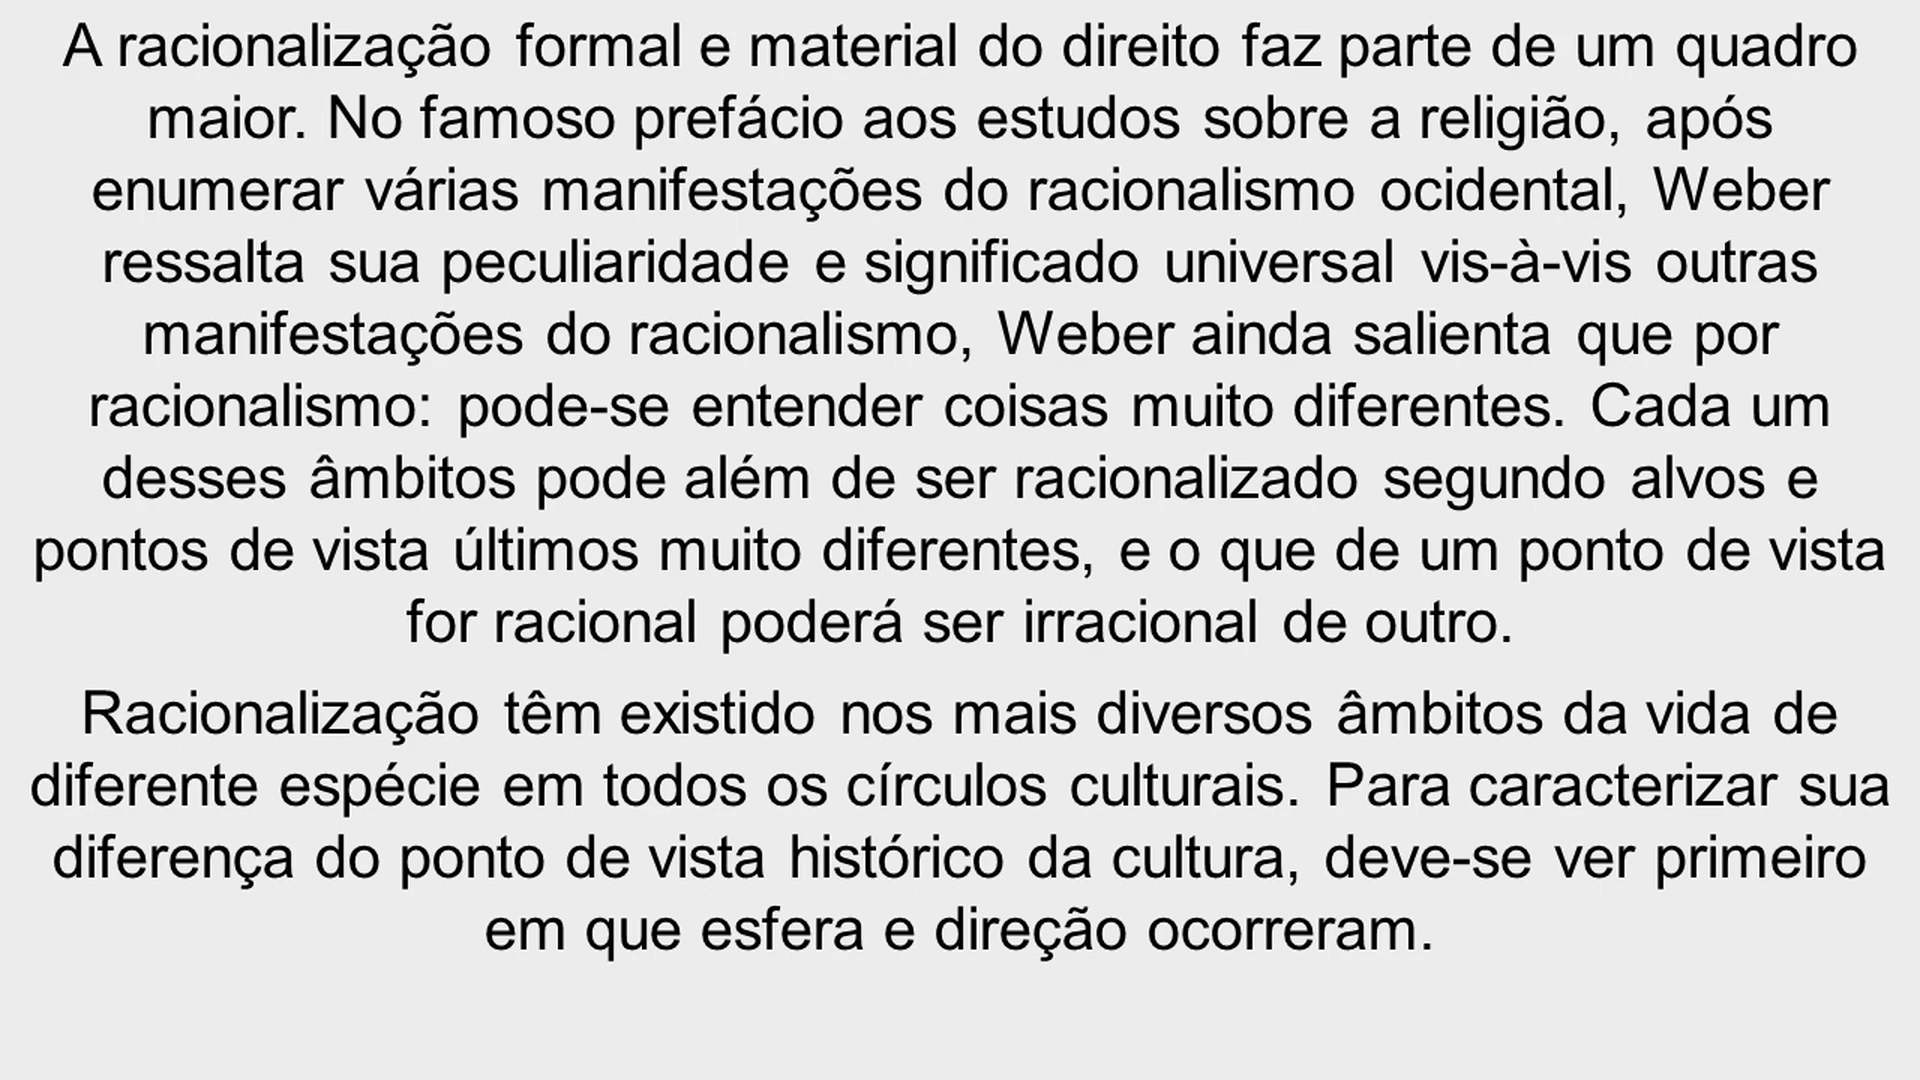 A racionalização formal e material do direito faz parte de um quadro
maior. No famoso prefácio aos estudos sobre a religião, após
enumerar várias manifestações do racionalismo ocidental, Weber
ressalta sua peculiaridade e significado universal vis-à-vis outras
manifestações do racionalismo, Weber ainda salienta que por
racionalismo: pode-se entender coisas muito diferentes. Cada um
desses âmbitos pode além de ser racionalizado segundo alvos e
pontos de vista últimos muito diferentes, e o que de um ponto de vista
for racional poderá ser irracional de outro.
Racionalização têm existido nos mais diversos âmbitos da vida de
diferente espécie em todos os círculos culturais. Para caracterizar sua
diferença do ponto de vista histórico da cultura, deve-se ver primeiro
em que esfera e direção ocorreram.